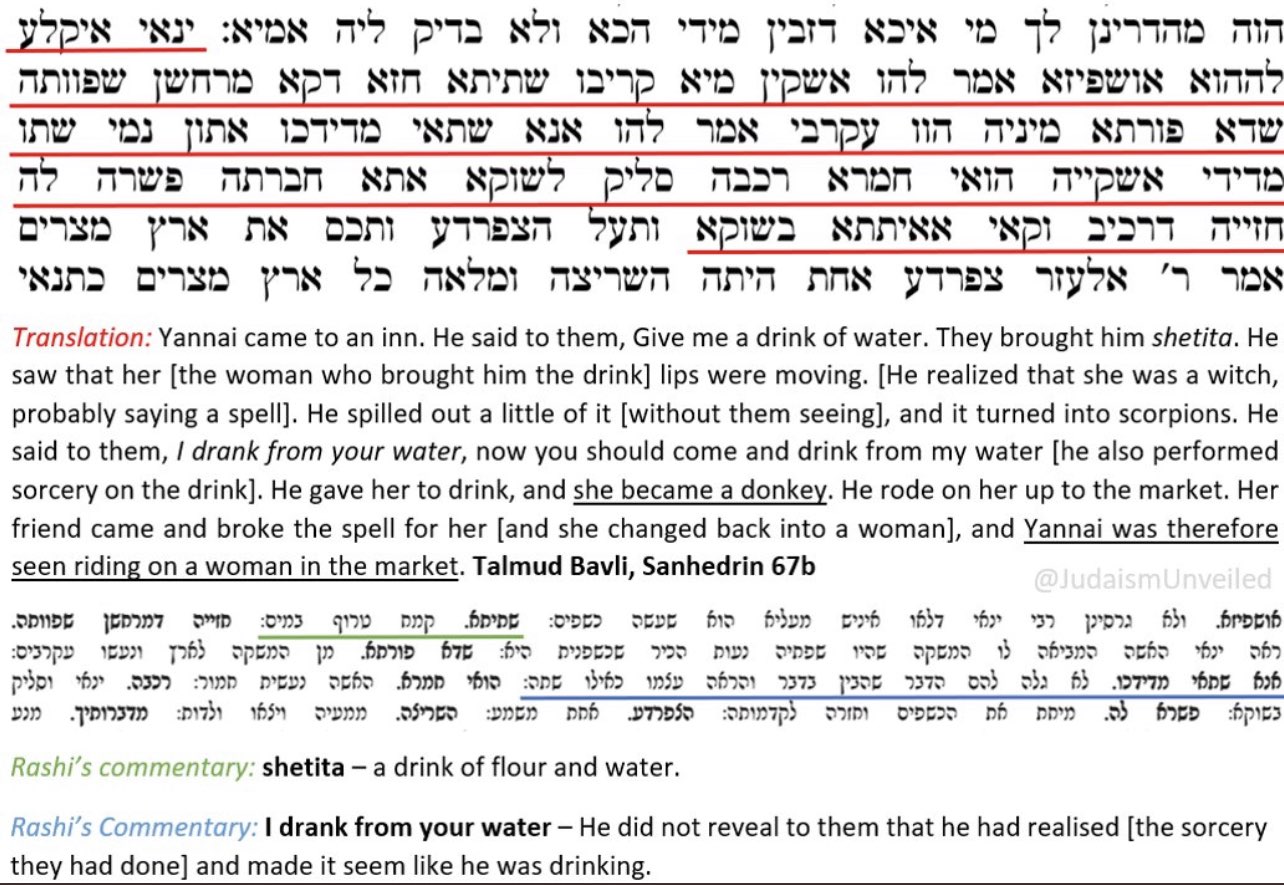 הוה מהדרינן לך מי איכא דזבין מידי הכא ולא בדיק ליה אמיא: ינאי איקלע
לההוא אושפיזא אמר להו אשקין מיא קריבו שתיתא חזא דקא מרחשן שפוותה
שדא פורתא מיניה הוו עקרבי אמר להו אנא שתאי מדידכו אתון נמי שתו
מדידי אשקייה הואי חמרא רכבה סליק לשוקא אתא חברתה פשרה לה
חזייה דרכיב וקאי אאיתתא בשוקא ותעל הצפרדע ותכס את ארץ מצרים
אמר ר׳ אלעזר צפרדע אחת היתה השריצה ומלאה כל ארץ מצרים כתנאי
Translation: Yannai came to an inn. He said to them, Give me a drink of water. They brought him shetita. He
saw that her [the woman who brought him the drink] lips were moving. [He realized that she was a witch,
probably saying a spell]. He spilled out a little of it [without them seeing], and it turned into scorpions. He
said to them, I drank from your water, now you should come and drink from my water [he also performed
sorcery on the drink]. He gave her to drink, and she became a donkey. He rode on her up to the market. Her
friend came and broke the spell for her [and she changed back into a woman], and Yannai was therefore
seen riding on a woman in the market. Talmud Bavli, Sanhedrin 67b
@JudaismUnveiled
אושפיזא. ולא גרסינן רבי ינאי דלאו איניש מעליא הוא שעשה כשפים: שתיתא. קמח טרוף במים: חזייה דמרחשן שפוותה.
ראה ינאי האשה המביאה לו המשקה שהיו שפתיה נעות הכיר שכשפנית היא: שדא פורתא. מן המשקה לארץ ונעשו עקרבים:
אנא שתאי מדידכו. לא גלה להם הדבר שהבין בדבר והראה עצמו כאילו שתה: הואי חמרא. האשה נעשית חמור: רכבה. ינאי וסליק
בשוקא: פשרא לה. מיחת את הכשפים וחזרה לקדמותה: הצפרדע. אחת משמע: השריצה. ממעיה ויצאו ולדות: מדברותיך. מנע
Rashi's commentary: shetita – a drink of flour and water.
Rashi's Commentary: I drank from your water – He did not reveal to them that he had realised [the sorcery
they had done] and made it seem like he was drinking.